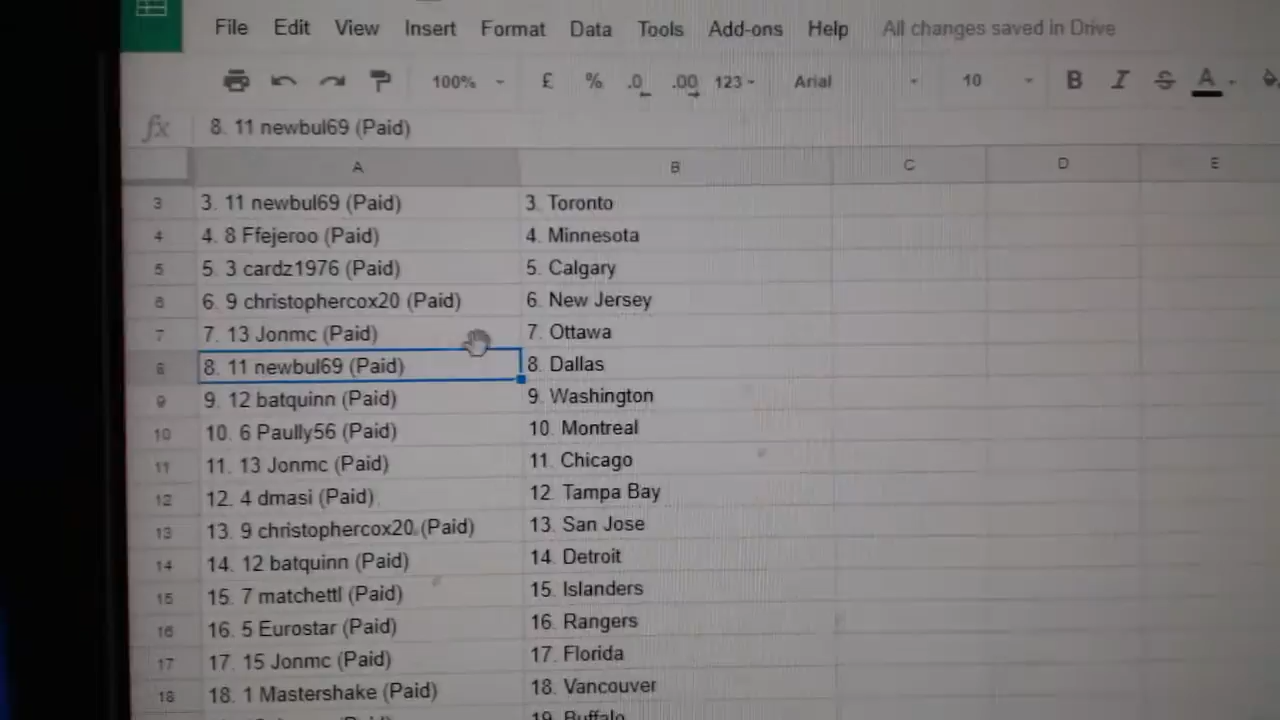 File Edit View Insert Format Data Tools Add-ons Help All changes saved in Drive
100% £ % .0 .00 123 Arial 10 B I S A
fx 8. 11 newbul69 (Paid)
A B C D E
3 3. 11 newbul69 (Paid) 3. Toronto
4 4. 8 Ffejeroo (Paid) 4. Minnesota
5 5. 3 cardz1976 (Paid) 5. Calgary
6 6. 9 christophercox20 (Paid) 6. New Jersey
7 7. 13 Jonmc (Paid) 7. Ottawa
8 8. 11 newbul69 (Paid) 8. Dallas
9 9. 12 batquinn (Paid) 9. Washington
10 10. 6 Paully56 (Paid) 10. Montreal
11 11. 13 Jonmc (Paid) 11. Chicago
12 12. 4 dmasi (Paid) 12. Tampa Bay
13 13. 9 christophercox20 (Paid) 13. San Jose
14 14. 12 batquinn (Paid) 14. Detroit
15 15. 7 matchettl (Paid) 15. Islanders
16 16. 5 Eurostar (Paid) 16. Rangers
17 17. 15 Jonmc (Paid) 17. Florida
18 18. 1 Mastershake (Paid) 18. Vancouver
19. Buffalo